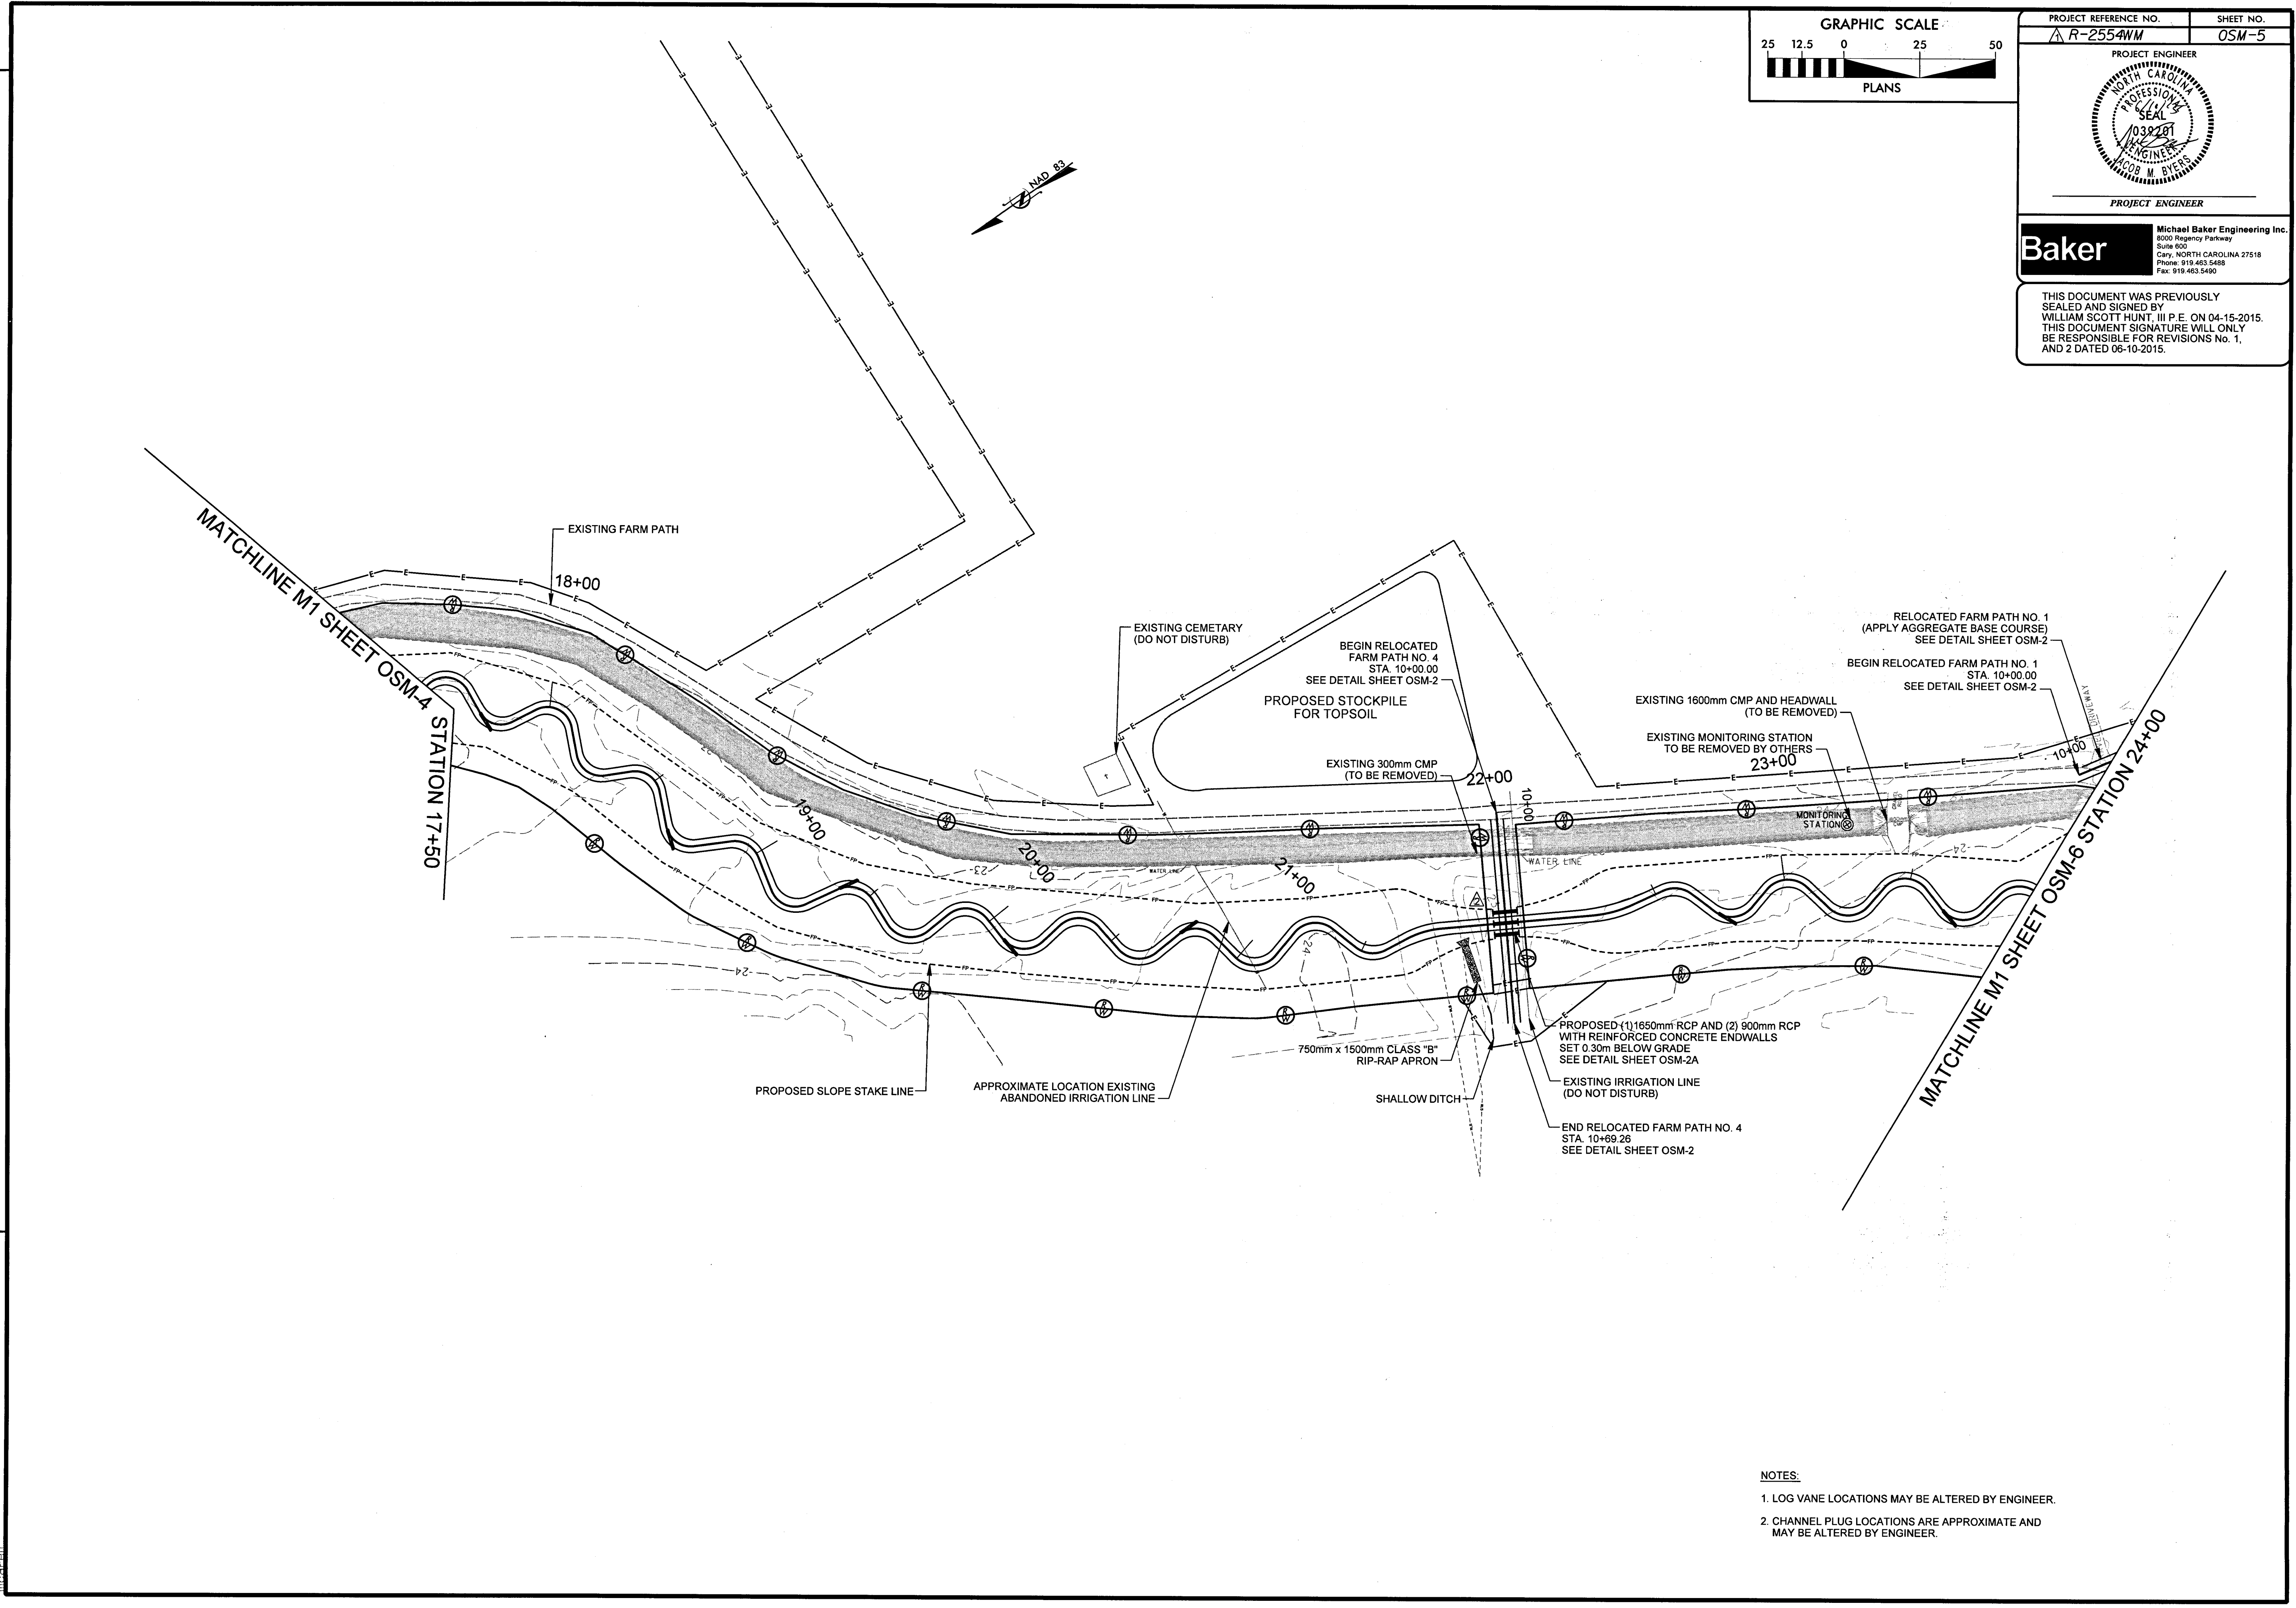 GRAPHIC SCALE
25 12.5 0 25 50
PLANS
PROJECT REFERENCE NO.
SHEET NO.
1 R-2554WM
OSM-5
PROJECT ENGINEER
NORTH CAROLINA
PROFESSIONAL
SEAL
039201
ENGINEER
JACOB M. BYERS
PROJECT ENGINEER
Baker
Michael Baker Engineering Inc.
8000 Regency Parkway
Suite 600
Cary, NORTH CAROLINA 27518
Phone: 919.463.5488
Fax: 919.463.5490
THIS DOCUMENT WAS PREVIOUSLY
SEALED AND SIGNED BY
WILLIAM SCOTT HUNT, III P.E. ON 04-15-2015.
THIS DOCUMENT SIGNATURE WILL ONLY
BE RESPONSIBLE FOR REVISIONS No. 1,
AND 2 DATED 06-10-2015.
NAD 83
MATCHLINE M1 SHEET OSM-4 STATION 17+50
EXISTING FARM PATH
18+00
19+00
20+00
21+00
22+00
23+00
10+00
10+00
EXISTING CEMETARY
(DO NOT DISTURB)
BEGIN RELOCATED
FARM PATH NO. 4
STA. 10+00.00
SEE DETAIL SHEET OSM-2
PROPOSED STOCKPILE
FOR TOPSOIL
EXISTING 300mm CMP
(TO BE REMOVED)
RELOCATED FARM PATH NO. 1
(APPLY AGGREGATE BASE COURSE)
SEE DETAIL SHEET OSM-2
BEGIN RELOCATED FARM PATH NO. 1
STA. 10+00.00
SEE DETAIL SHEET OSM-2
EXISTING 1600mm CMP AND HEADWALL
(TO BE REMOVED)
EXISTING MONITORING STATION
TO BE REMOVED BY OTHERS
MONITORING
STATION
DRIVEWAY
WATER LINE
WATER LINE
23
24
24
24
2
MATCHLINE M1 SHEET OSM-6 STATION 24+00
PROPOSED SLOPE STAKE LINE
APPROXIMATE LOCATION EXISTING
ABANDONED IRRIGATION LINE
750mm x 1500mm CLASS "B"
RIP-RAP APRON
SHALLOW DITCH
PROPOSED (1)1650mm RCP AND (2) 900mm RCP
WITH REINFORCED CONCRETE ENDWALLS
SET 0.30m BELOW GRADE
SEE DETAIL SHEET OSM-2A
EXISTING IRRIGATION LINE
(DO NOT DISTURB)
END RELOCATED FARM PATH NO. 4
STA. 10+69.26
SEE DETAIL SHEET OSM-2
NOTES:
1. LOG VANE LOCATIONS MAY BE ALTERED BY ENGINEER.
2. CHANNEL PLUG LOCATIONS ARE APPROXIMATE AND
MAY BE ALTERED BY ENGINEER.